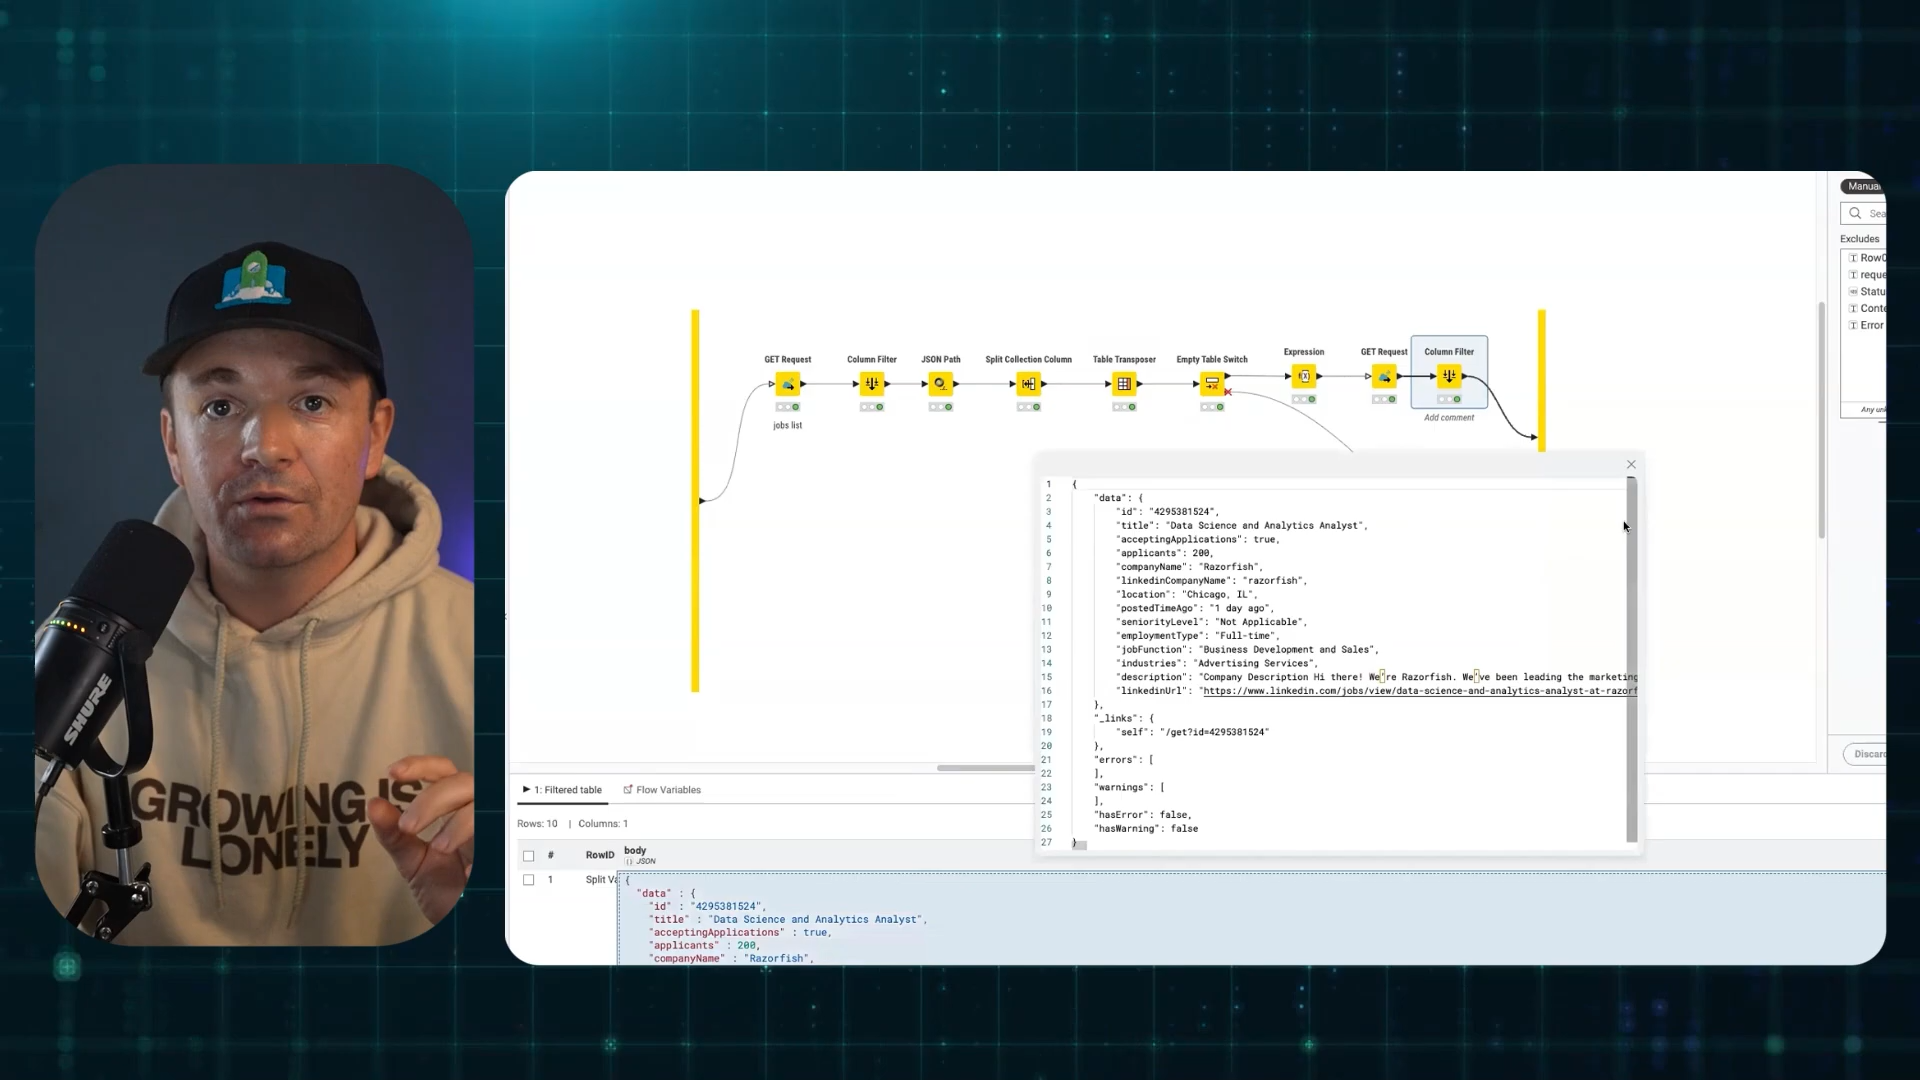 GROWING IS
LONELY
SHURE
GET Request
Column Filter
JSON Path
Split Collection Column
Table Transposer
Empty Table Switch
Expression
GET Request
Column Filter
jobs list
Add comment
Manua
Sea
Excludes
Row
reque
Statu
Conte
Error
Any un
Discar
1 {
2 "data": {
3 "id": "4295381524",
4 "title": "Data Science and Analytics Analyst",
5 "acceptingApplications": true,
6 "applicants": 200,
7 "companyName": "Razorfish",
8 "linkedinCompanyName": "razorfish",
9 "location": "Chicago, IL",
10 "postedTimeAgo": "1 day ago",
11 "seniorityLevel": "Not Applicable",
12 "employmentType": "Full-time",
13 "jobFunction": "Business Development and Sales",
14 "industries": "Advertising Services",
15 "description": "Company Description Hi there! We're Razorfish. We've been leading the marketing
16 "linkedinUrl": "https://www.linkedin.com/jobs/view/data-science-and-analytics-analyst-at-razorf
17 },
18 "_links": {
19 "self": "/get?id=4295381524"
20 },
21 "errors": [
22 ],
23 "warnings": [
24 ],
25 "hasError": false,
26 "hasWarning": false
27 }
1: Filtered table Flow Variables
Rows: 10 | Columns: 1
# RowID body
{} JSON
1 Split Va {
"data" : {
"id" : "4295381524",
"title" : "Data Science and Analytics Analyst",
"acceptingApplications" : true,
"applicants" : 200,
"companyName" : "Razorfish",